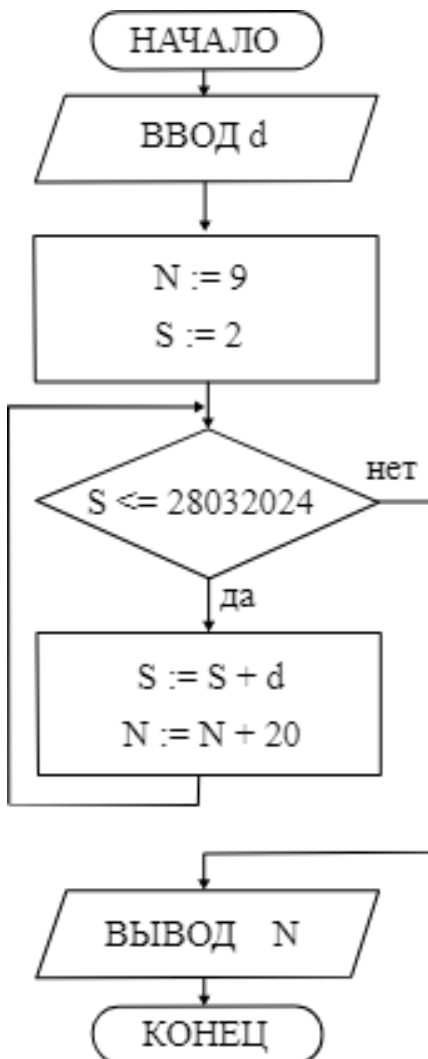 НАЧАЛО
ВВОД d
N := 9
S := 2
S <= 28032024
нет
да
S := S + d
N := N + 20
ВЫВОД N
КОНЕЦ